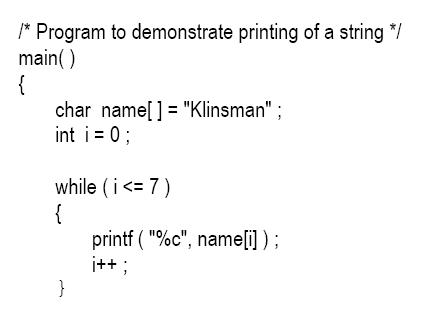 /* Program to demonstrate printing of a string */
main( )
{
char name[ ] = "Klinsman" ;
int i = 0 ;
while ( i <= 7 )
{
printf ( "%c", name[i] ) ;
i++ ;
}